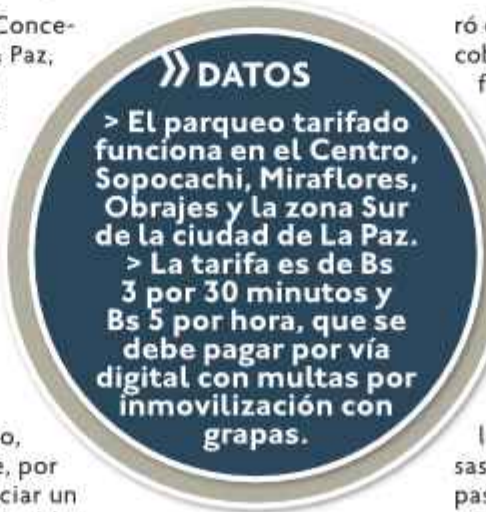 Conce-
Paz,
» DATOS
> El parqueo tarifado
funciona en el Centro,
Sopocachi, Miraflores,
Obrajes y la zona Sur
de la ciudad de La Paz.
> La tarifa es de Bs
3 por 30 minutos y
Bs 5 por hora, que se
debe pagar por vía
digital con multas por
inmovilización con
grapas.
o,
e, por
ciar un
ró
cob
f
l
sas
pas